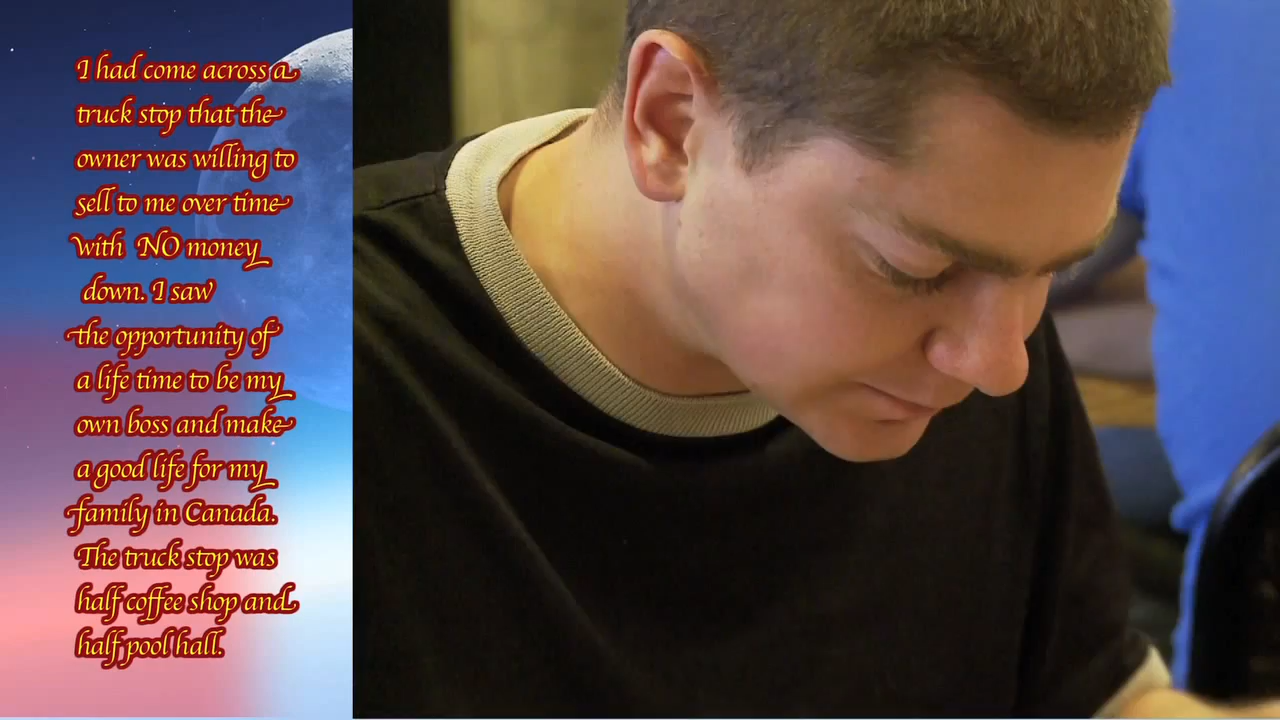 I had come across a
truck stop that the
owner was willing to
sell to me over time
with NO money
down. I saw
the opportunity of
a life time to be my
own boss and make
a good life for my
family in Canada.
The truck stop was
half coffee shop and
half pool hall.